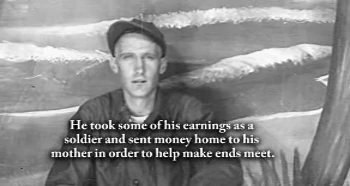 He took some of his earnings as a
soldier and sent money home to his
mother in order to help make ends meet.